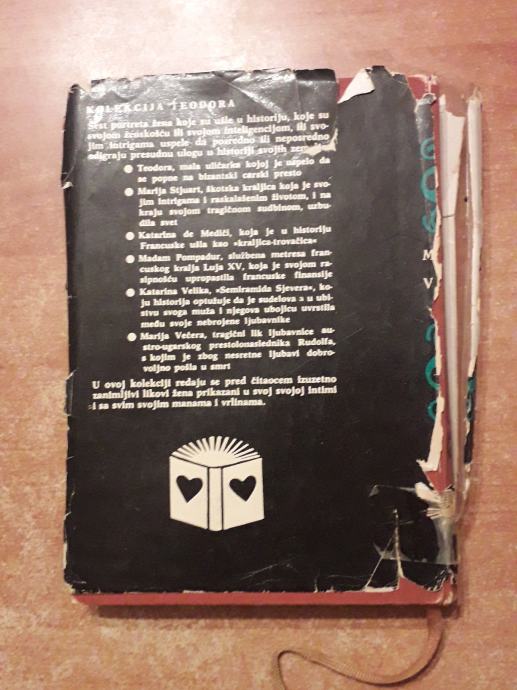 KOLEKCIJA TEODORA
Šest portreta žena koje su ušle u historiju, koje su
svojom ženskošću ili svojom inteligencijom, ili svo-
jim intrigama uspele da posredno ili neposredno
odigraju presudnu ulogu u historiji svojih
● Teodora, mala uličarka kojoj je uspelo da
se popne na bizantski carski presto
● Marija Stjuart, škotska kraljica koja je svo-
jim intrigama i raskalašenim životom, i na
kraju svojom tragičnom sudbinom, uzbu-
dila svet
● Katarina de Mediči, koja je u historiju
Francuske ušla kao »kraljica-trovačica«
● Madam Pompadur, službena metresa fran-
cuskog kralja Luja XV, koja je svojom ra-
sipnošću upropastila francuske finansije
● Katarina Velika, »Semiramida Sjevera«, ko-
ju historija optužuje da je sudelovala u ubi-
stvu svoga muža i njegova ubojicu uvrstila
među svoje nebrojene ljubavnike
● Marija Večera, tragični lik ljubavnice au-
stro-ugarskog prestolonaslednika Rudolfa,
s kojim je zbog nesretne ljubavi dobro-
voljno pošla u smrt
U ovoj kolekciji redaju se pred čitaocem izuzetno
zanimljivi likovi žena prikazani u svoj svojoj intimi
i sa svim svojim manama i vrlinama.
M
V